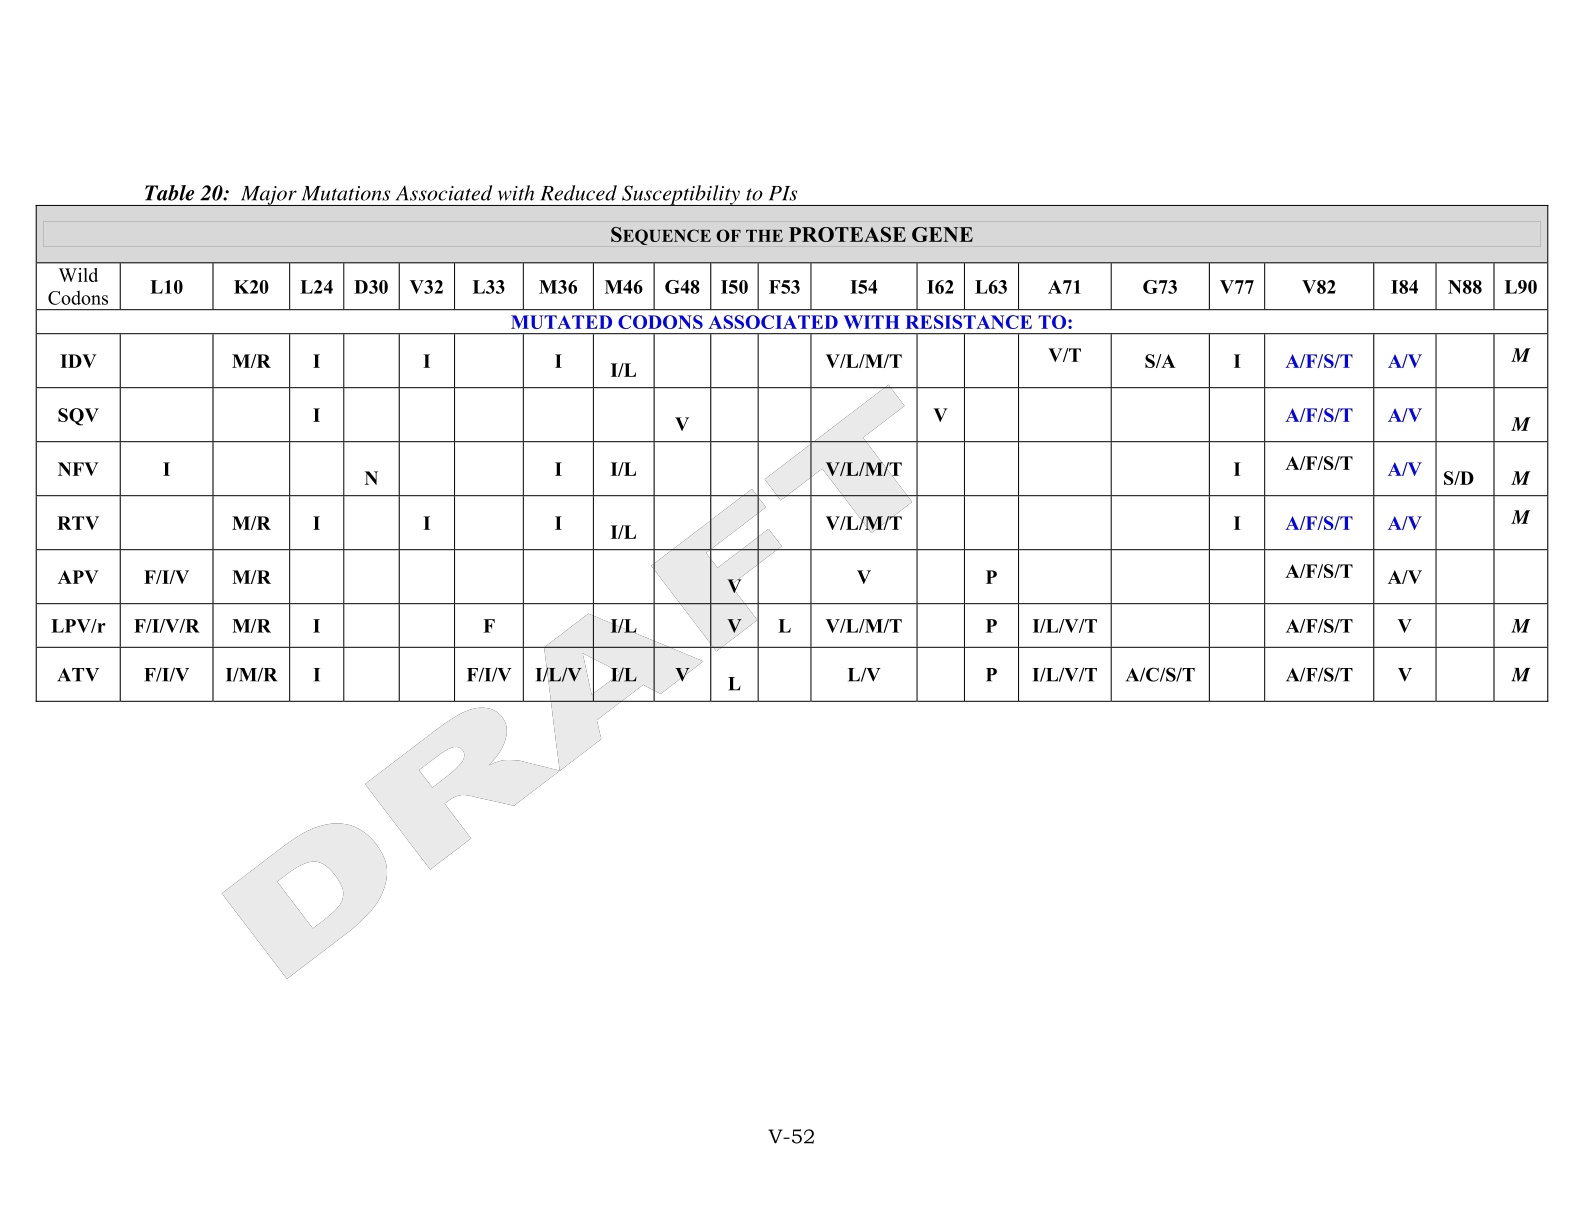 Table 20: Major Mutations Associated with Reduced Susceptibility to PIs
SEQUENCE OF THE PROTEASE GENE
Wild Codons L10 K20 L24 D30 V32 L33 M36 M46 G48 I50 F53 I54 I62 L63 A71 G73 V77 V82 I84 N88 L90
MUTATED CODONS ASSOCIATED WITH RESISTANCE TO:
IDV M/R I I I I/L V/L/M/T V/T S/A I A/F/S/T A/V M
SQV I V V A/F/S/T A/V M
NFV I N I I/L V/L/M/T I A/F/S/T A/V S/D M
RTV M/R I I I I/L V/L/M/T I A/F/S/T A/V M
APV F/I/V M/R V V P A/F/S/T A/V
LPV/r F/I/V/R M/R I F I/L V L V/L/M/T P I/L/V/T A/F/S/T V M
ATV F/I/V I/M/R I F/I/V I/L/V I/L V L L/V P I/L/V/T A/C/S/T A/F/S/T V M
DRAFT
V-52